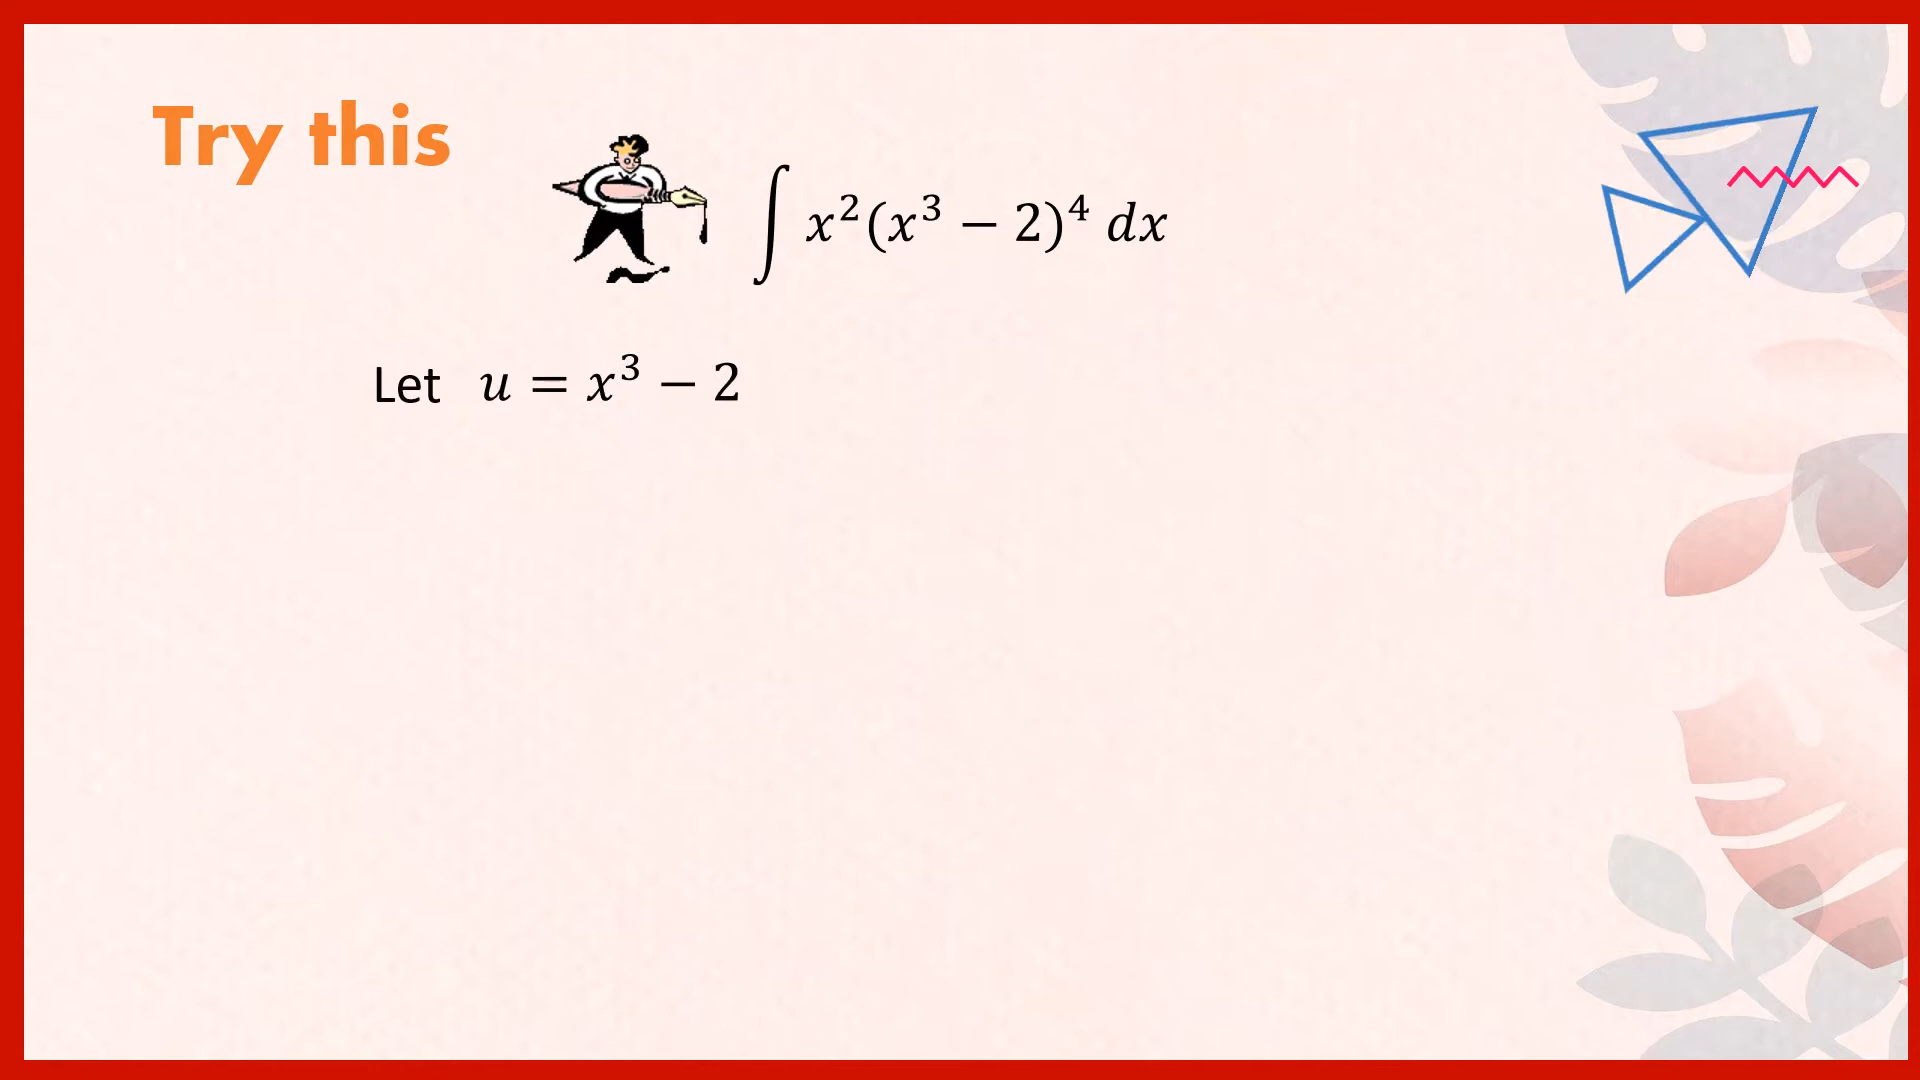 Try this
∫ x²(x³ − 2)⁴ dx
Let u = x³ − 2